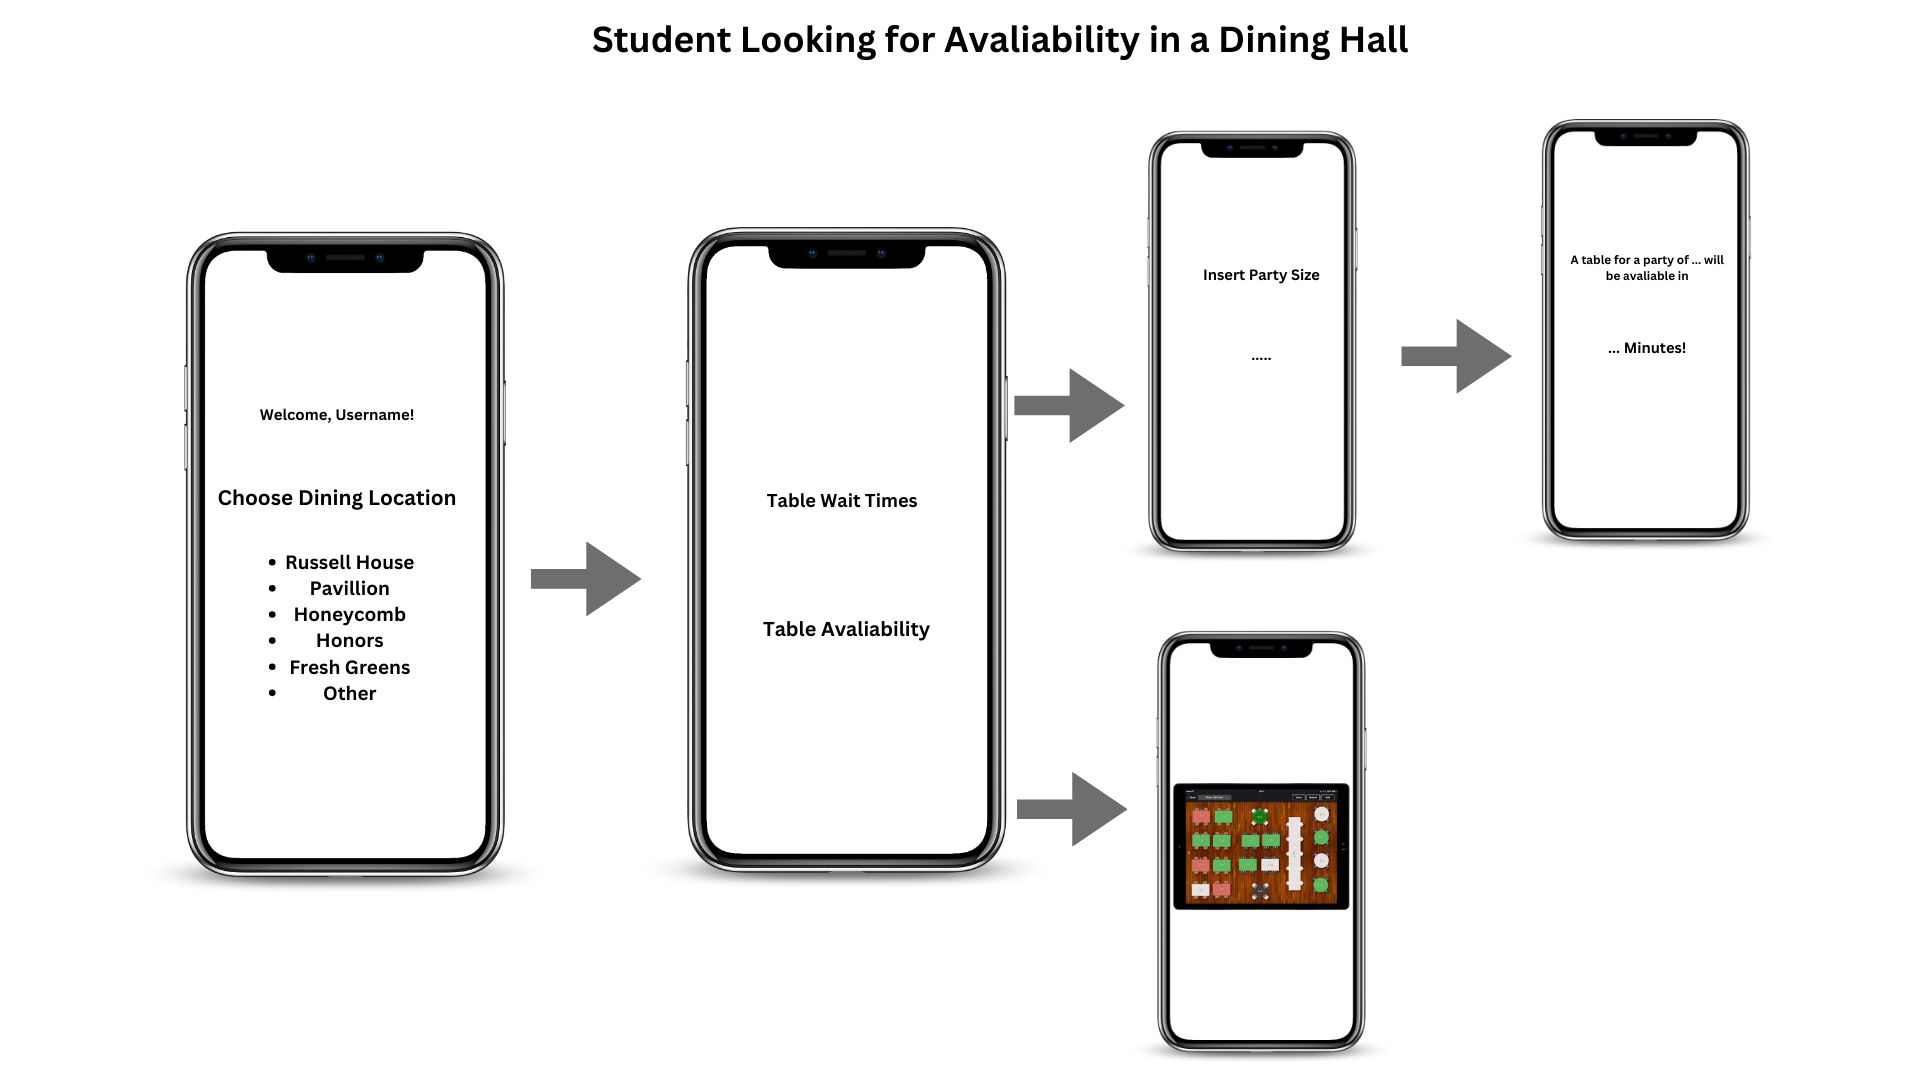 Student Looking for Avaliability in a Dining Hall
Welcome, Username!
Choose Dining Location
• Russell House
• Pavillion
• Honeycomb
• Honors
• Fresh Greens
• Other
Table Wait Times
Table Avaliability
Insert Party Size
.....
A table for a party of ... will
be avaliable in
... Minutes!